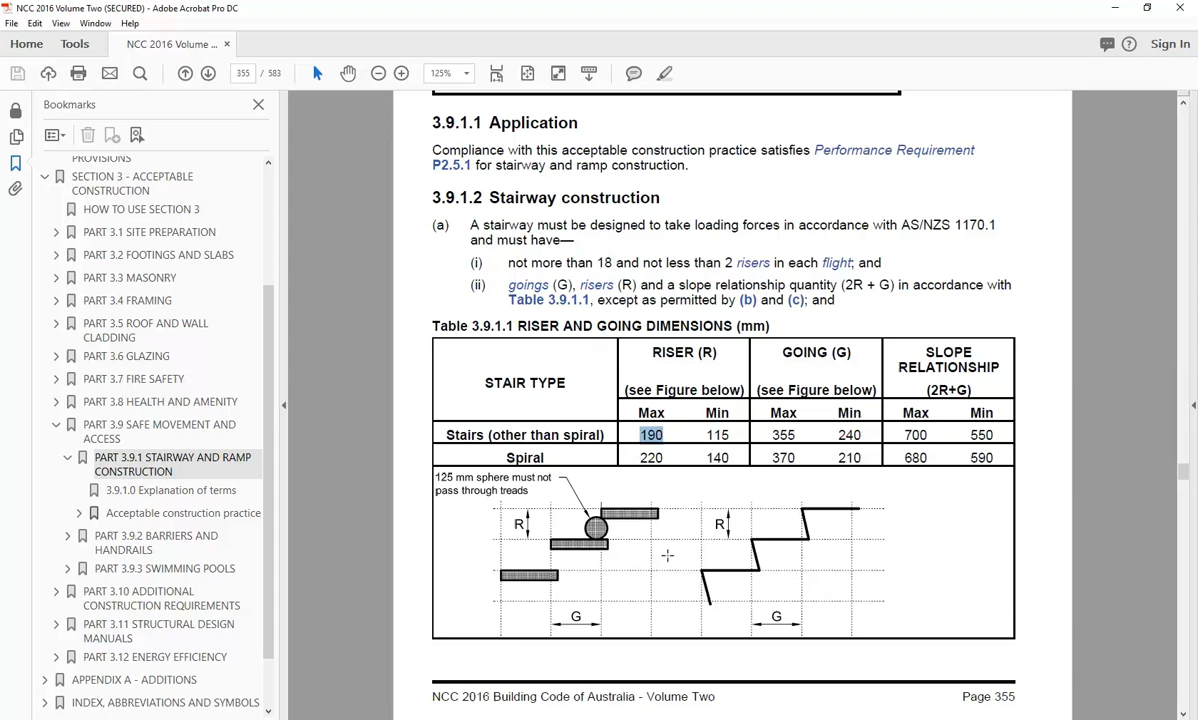 NCC 2016 Volume Two (SECURED) - Adobe Acrobat Pro DC
File Edit View Window Help
Home Tools NCC 2016 Volume ... × Sign In
355 / 583 125%
Bookmarks
PROVISIONS
SECTION 3 - ACCEPTABLE
CONSTRUCTION
HOW TO USE SECTION 3
PART 3.1 SITE PREPARATION
PART 3.2 FOOTINGS AND SLABS
PART 3.3 MASONRY
PART 3.4 FRAMING
PART 3.5 ROOF AND WALL
CLADDING
PART 3.6 GLAZING
PART 3.7 FIRE SAFETY
PART 3.8 HEALTH AND AMENITY
PART 3.9 SAFE MOVEMENT AND
ACCESS
PART 3.9.1 STAIRWAY AND RAMP
CONSTRUCTION
3.9.1.0 Explanation of terms
Acceptable construction practice
PART 3.9.2 BARRIERS AND
HANDRAILS
PART 3.9.3 SWIMMING POOLS
PART 3.10 ADDITIONAL
CONSTRUCTION REQUIREMENTS
PART 3.11 STRUCTURAL DESIGN
MANUALS
PART 3.12 ENERGY EFFICIENCY
APPENDIX A - ADDITIONS
INDEX, ABBREVIATIONS AND SYMBOLS
3.9.1.1 Application
Compliance with this acceptable construction practice satisfies Performance Requirement
P2.5.1 for stairway and ramp construction.
3.9.1.2 Stairway construction
(a) A stairway must be designed to take loading forces in accordance with AS/NZS 1170.1
and must have—
(i) not more than 18 and not less than 2 risers in each flight; and
(ii) goings (G), risers (R) and a slope relationship quantity (2R + G) in accordance with
Table 3.9.1.1, except as permitted by (b) and (c); and
Table 3.9.1.1 RISER AND GOING DIMENSIONS (mm)
STAIR TYPE RISER (R) GOING (G) SLOPE
RELATIONSHIP
(see Figure below) (see Figure below) (2R+G)
Max Min Max Min Max Min
Stairs (other than spiral) 190 115 355 240 700 550
Spiral 220 140 370 210 680 590
125 mm sphere must not
pass through treads
R R
G G
NCC 2016 Building Code of Australia - Volume Two Page 355